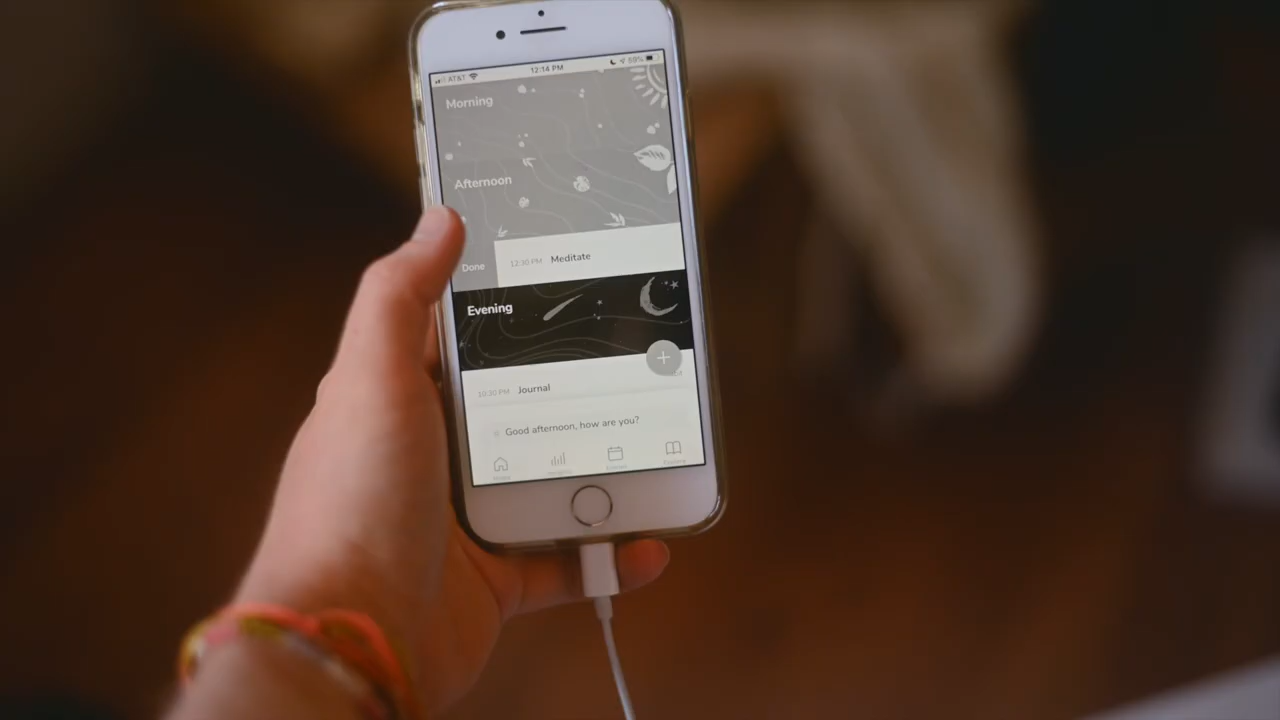 AT&T 12:14 PM 59%
Morning
Afternoon
Done 12:30 PM Meditate
Evening
+
10:30 PM Journal
Good afternoon, how are you?